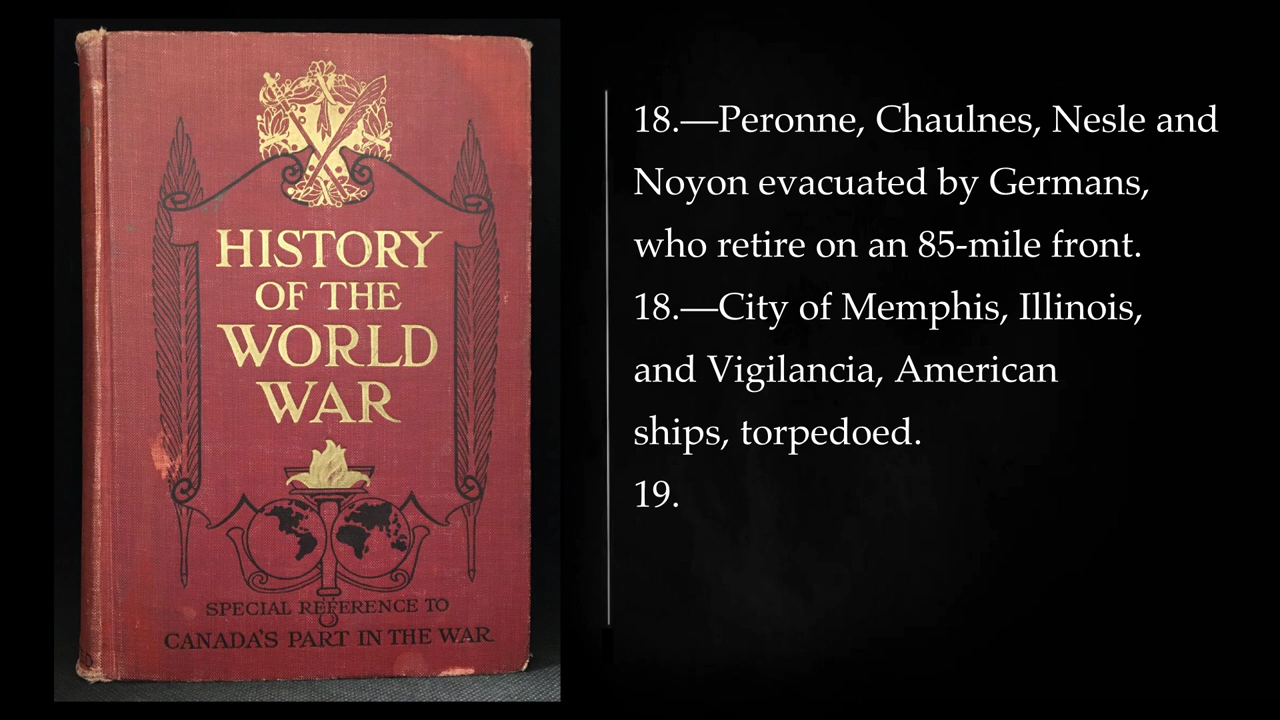 HISTORY
OF THE
WORLD
WAR
SPECIAL REFERENCE TO
CANADA'S PART IN THE WAR
18.—Peronne, Chaulnes, Nesle and
Noyon evacuated by Germans,
who retire on an 85-mile front.
18.—City of Memphis, Illinois,
and Vigilancia, American
ships, torpedoed.
19.